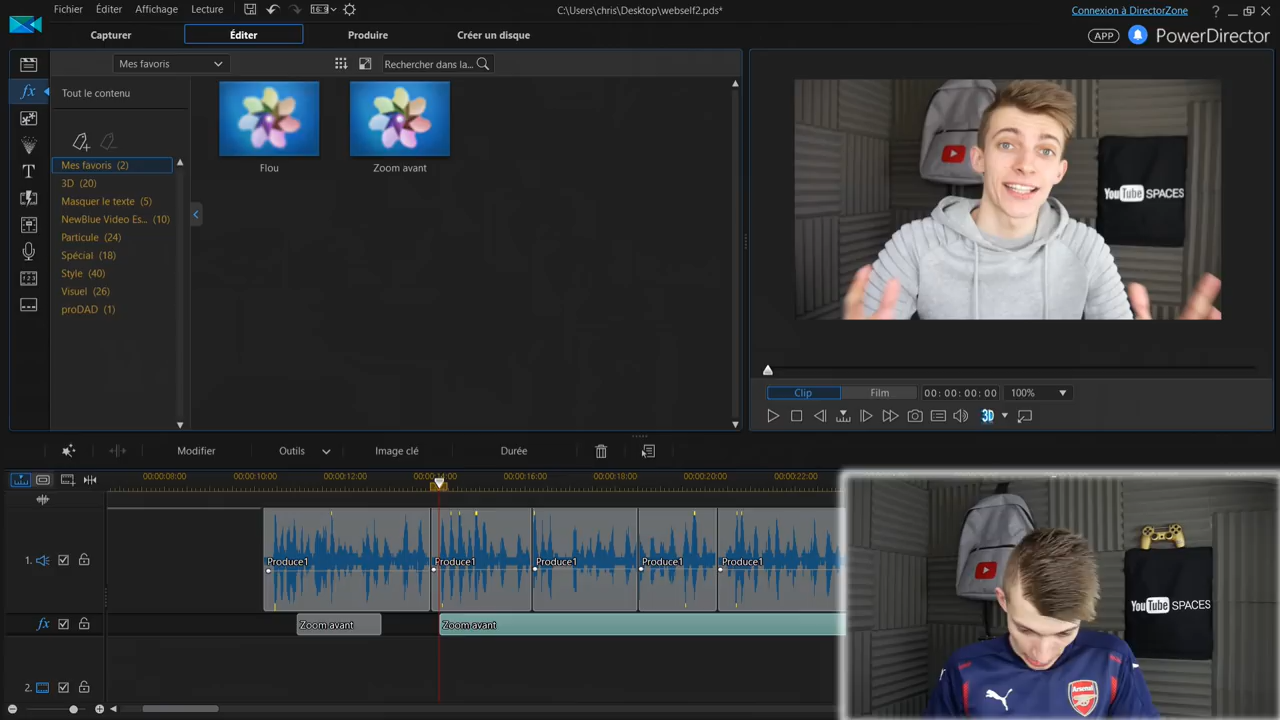 Fichier Éditer Affichage Lecture 16:9 C:\Users\chris\Desktop\webself2.pds* Connexion à DirectorZone ?
Capturer Éditer Produire Créer un disque APP PowerDirector
Mes favoris Rechercher dans la...
fx Tout le contenu
Mes favoris (2)
3D (20)
Masquer le texte (5)
NewBlue Video Es... (10)
Particule (24)
Spécial (18)
Style (40)
Visuel (26)
proDAD (1)
Flou Zoom avant
YouTube SPACES
Clip Film 00:00:00:00 100%
3D
Modifier Outils Image clé Durée
00:00:08:00 00:00:10:00 00:00:12:00 00:00:14:00 00:00:16:00 00:00:18:00 00:00:20:00 00:00:22:00
1. Produce1 Produce1 Produce1 Produce1 Produce1
fx Zoom avant Zoom avant
2.
YouTube SPACES
Arsenal